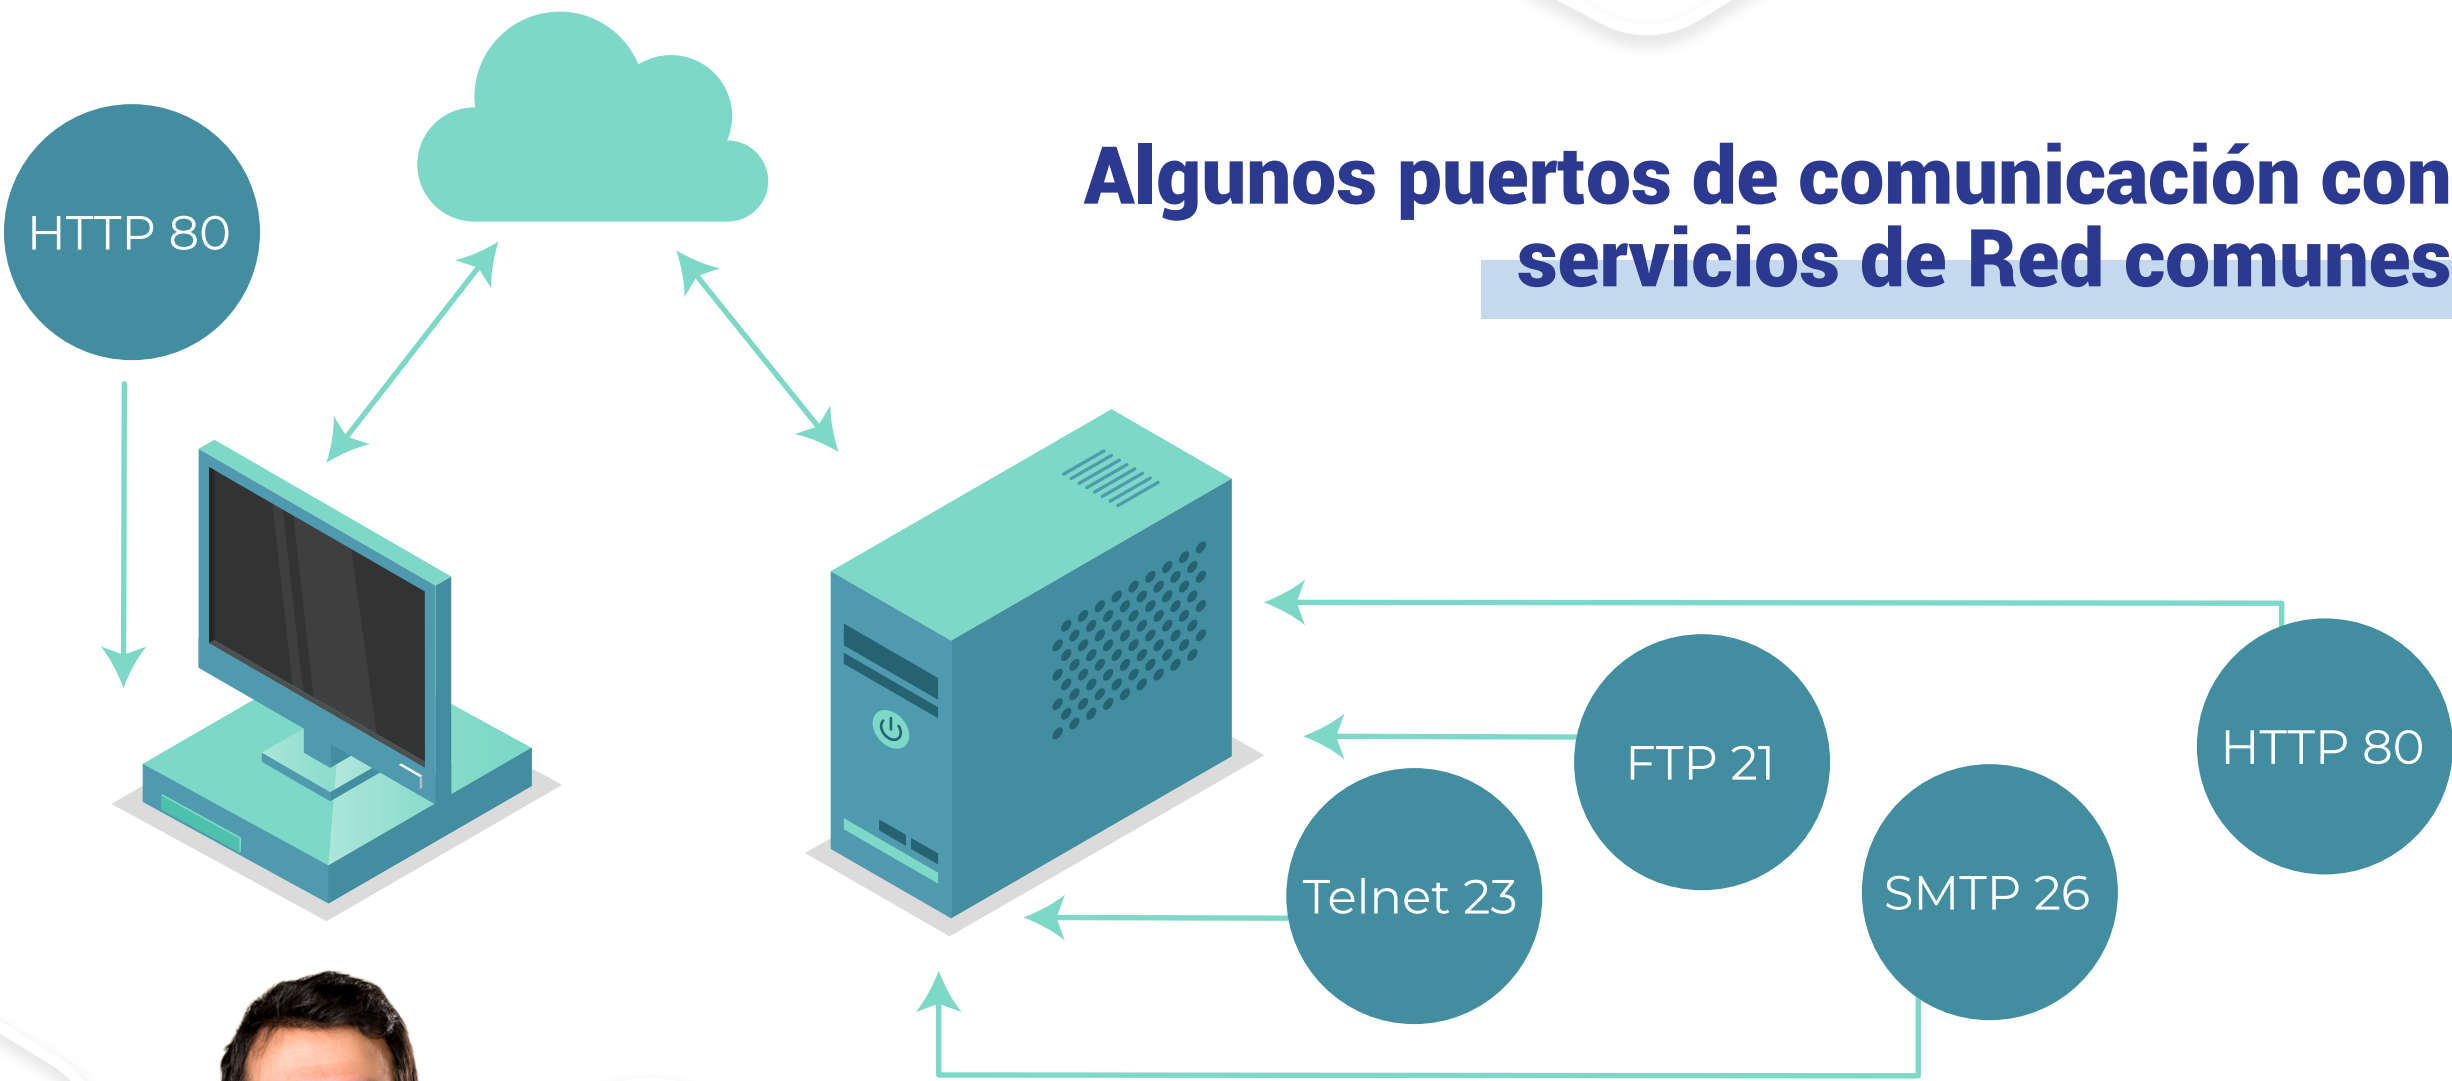 Algunos puertos de comunicación con
servicios de Red comunes
HTTP 80
HTTP 80
FTP 21
SMTP 26
Telnet 23